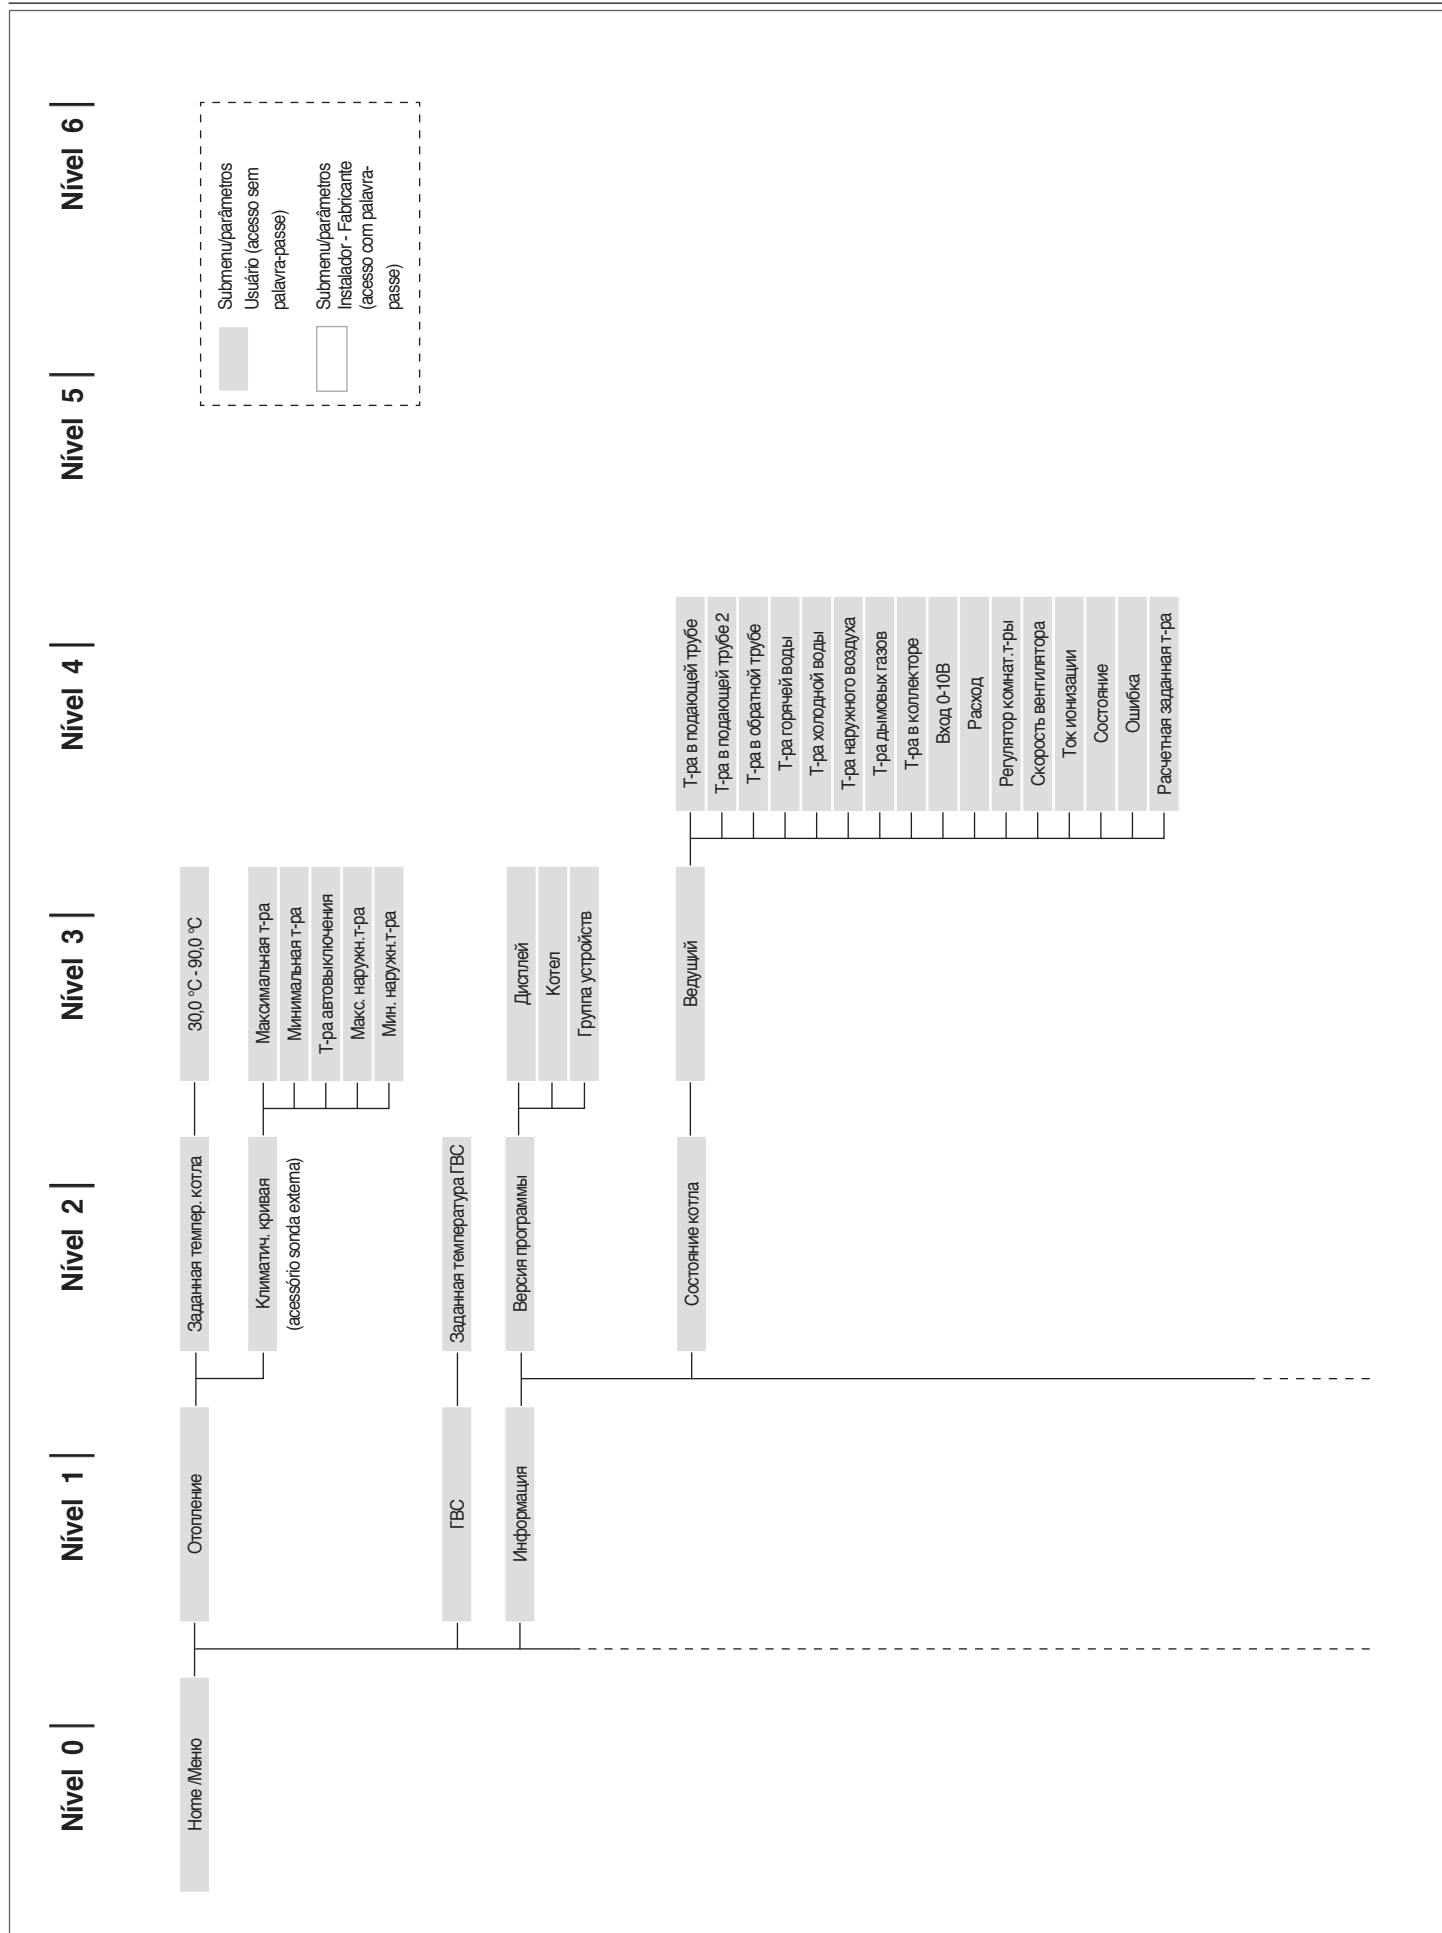 Nível 0
Nível 1
Nível 2
Nível 3
Nível 4
Nível 5
Nível 6
Home /Меню
Отопление
Заданная темпер. котла
30,0 °C - 90,0 °C
Климатич. кривая
(acessório sonda externa)
Максимальная т-ра
Минимальная т-ра
Т-ра автовыключения
Макс. наружн.т-ра
Мин. наружн.т-ра
ГВС
Заданная температура ГВС
Информация
Версия программы
Дисплей
Котел
Группа устройств
Состояние котла
Ведущий
Т-ра в подающей трубе
Т-ра в подающей трубе 2
Т-ра в обратной трубе
Т-ра горячей воды
Т-ра холодной воды
Т-ра наружного воздуха
Т-ра дымовых газов
Т-ра в коллекторе
Вход 0-10В
Расход
Регулятор комнат.т-ры
Скорость вентилятора
Ток ионизации
Состояние
Ошибка
Расчетная заданная т-ра
Submenu/parâmetros
Usuário (acesso sem
palavra-passe)
Submenu/parâmetros
Instalador - Fabricante
(acesso com palavra-
passe)